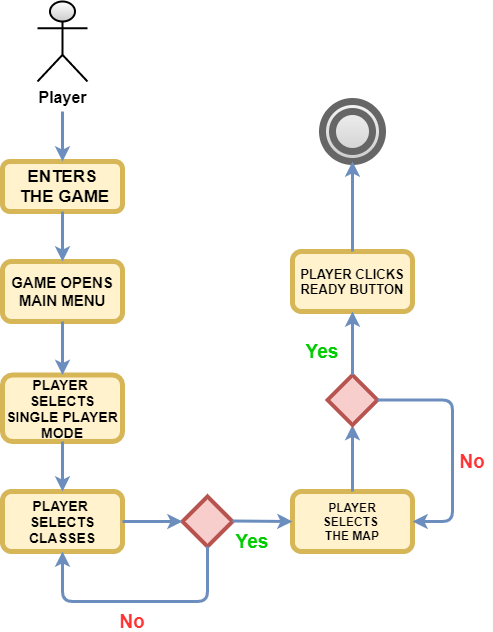 Player
ENTERS
THE GAME
GAME OPENS
MAIN MENU
PLAYER
SELECTS
SINGLE PLAYER
MODE
PLAYER
SELECTS
CLASSES
No
Yes
PLAYER
SELECTS
THE MAP
No
Yes
PLAYER CLICKS
READY BUTTON